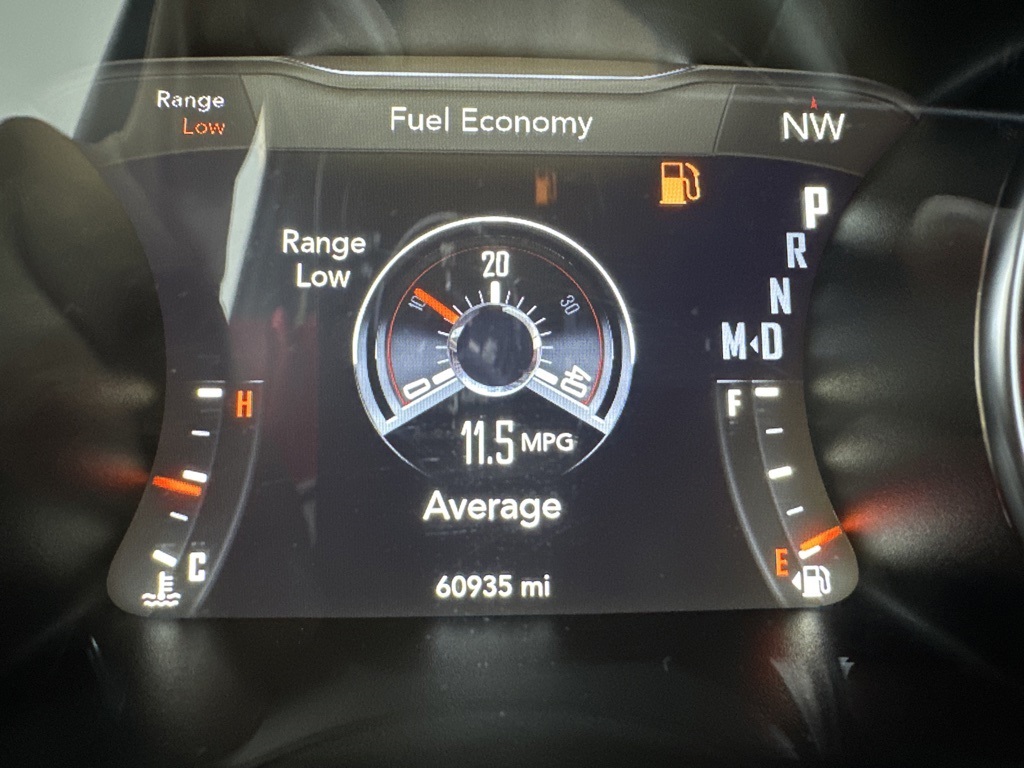 Range
Low
Fuel Economy
NW
P
R
N
M◂D
Range
Low
0
10
20
30
40
11.5 MPG
Average
H
C
F
E
60935 mi